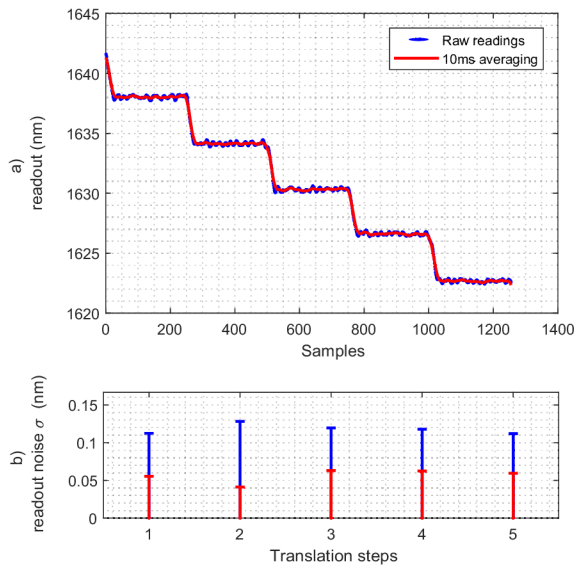 1645
1640
1635
1630
1625
1620
a)
readout (nm)
Raw readings
10ms averaging
0
200
400
600
800
1000
1200
1400
Samples
0.15
0.1
0.05
0
b)
readout noise σ (nm)
1
2
3
4
5
Translation steps